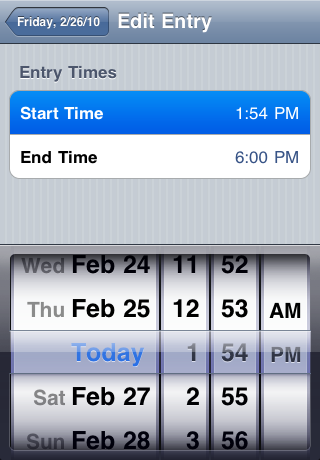 Friday, 2/26/10 Edit Entry
Entry Times
Start Time 1:54 PM
End Time 6:00 PM
Wed Feb 24 11 52
Thu Feb 25 12 53 AM
Today 1 54 PM
Sat Feb 27 2 55
Sun Feb 28 3 56